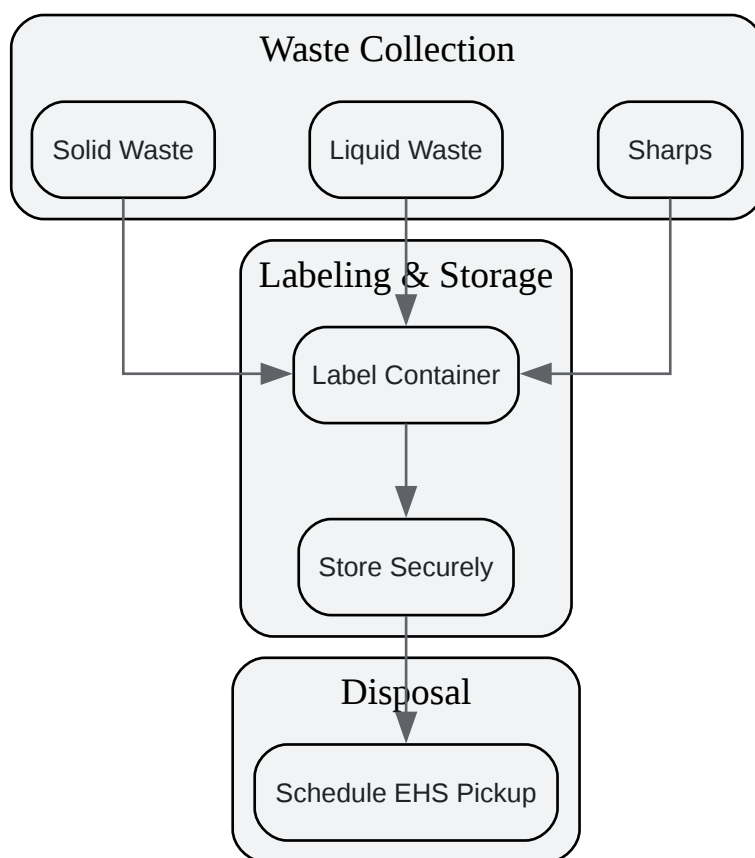 Waste Collection
Solid Waste
Liquid Waste
Sharps
Labeling & Storage
Label Container
Store Securely
Disposal
Schedule EHS Pickup